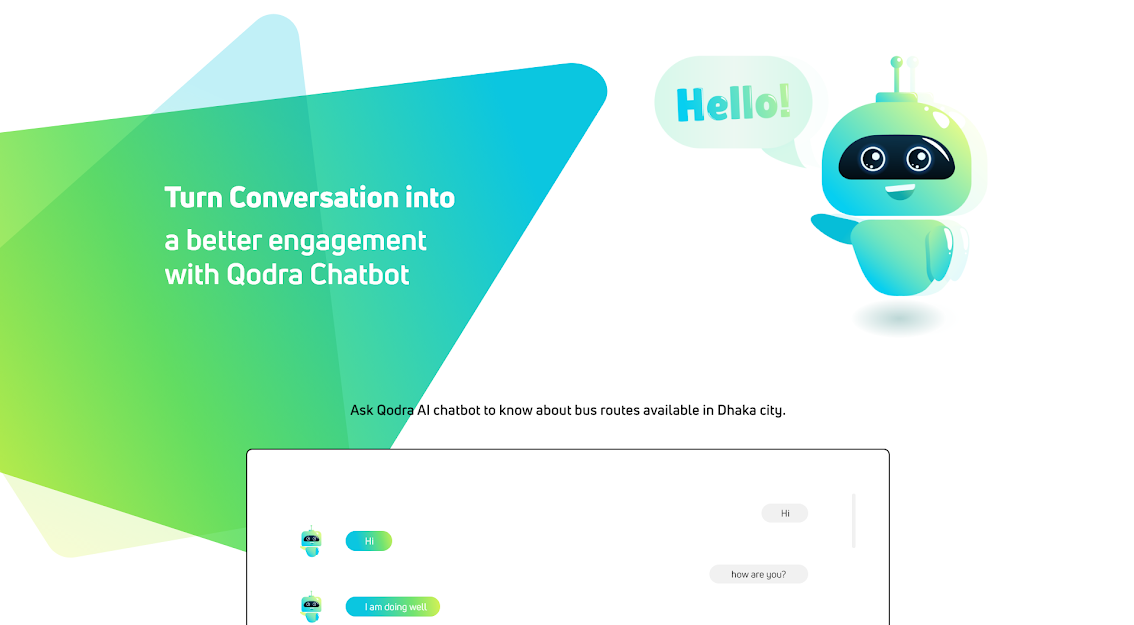 Hello!
Turn Conversation into
a better engagement
with Qodra Chatbot
Ask Qodra AI chatbot to know about bus routes available in Dhaka city.
Hi
Hi
how are you?
I am doing well